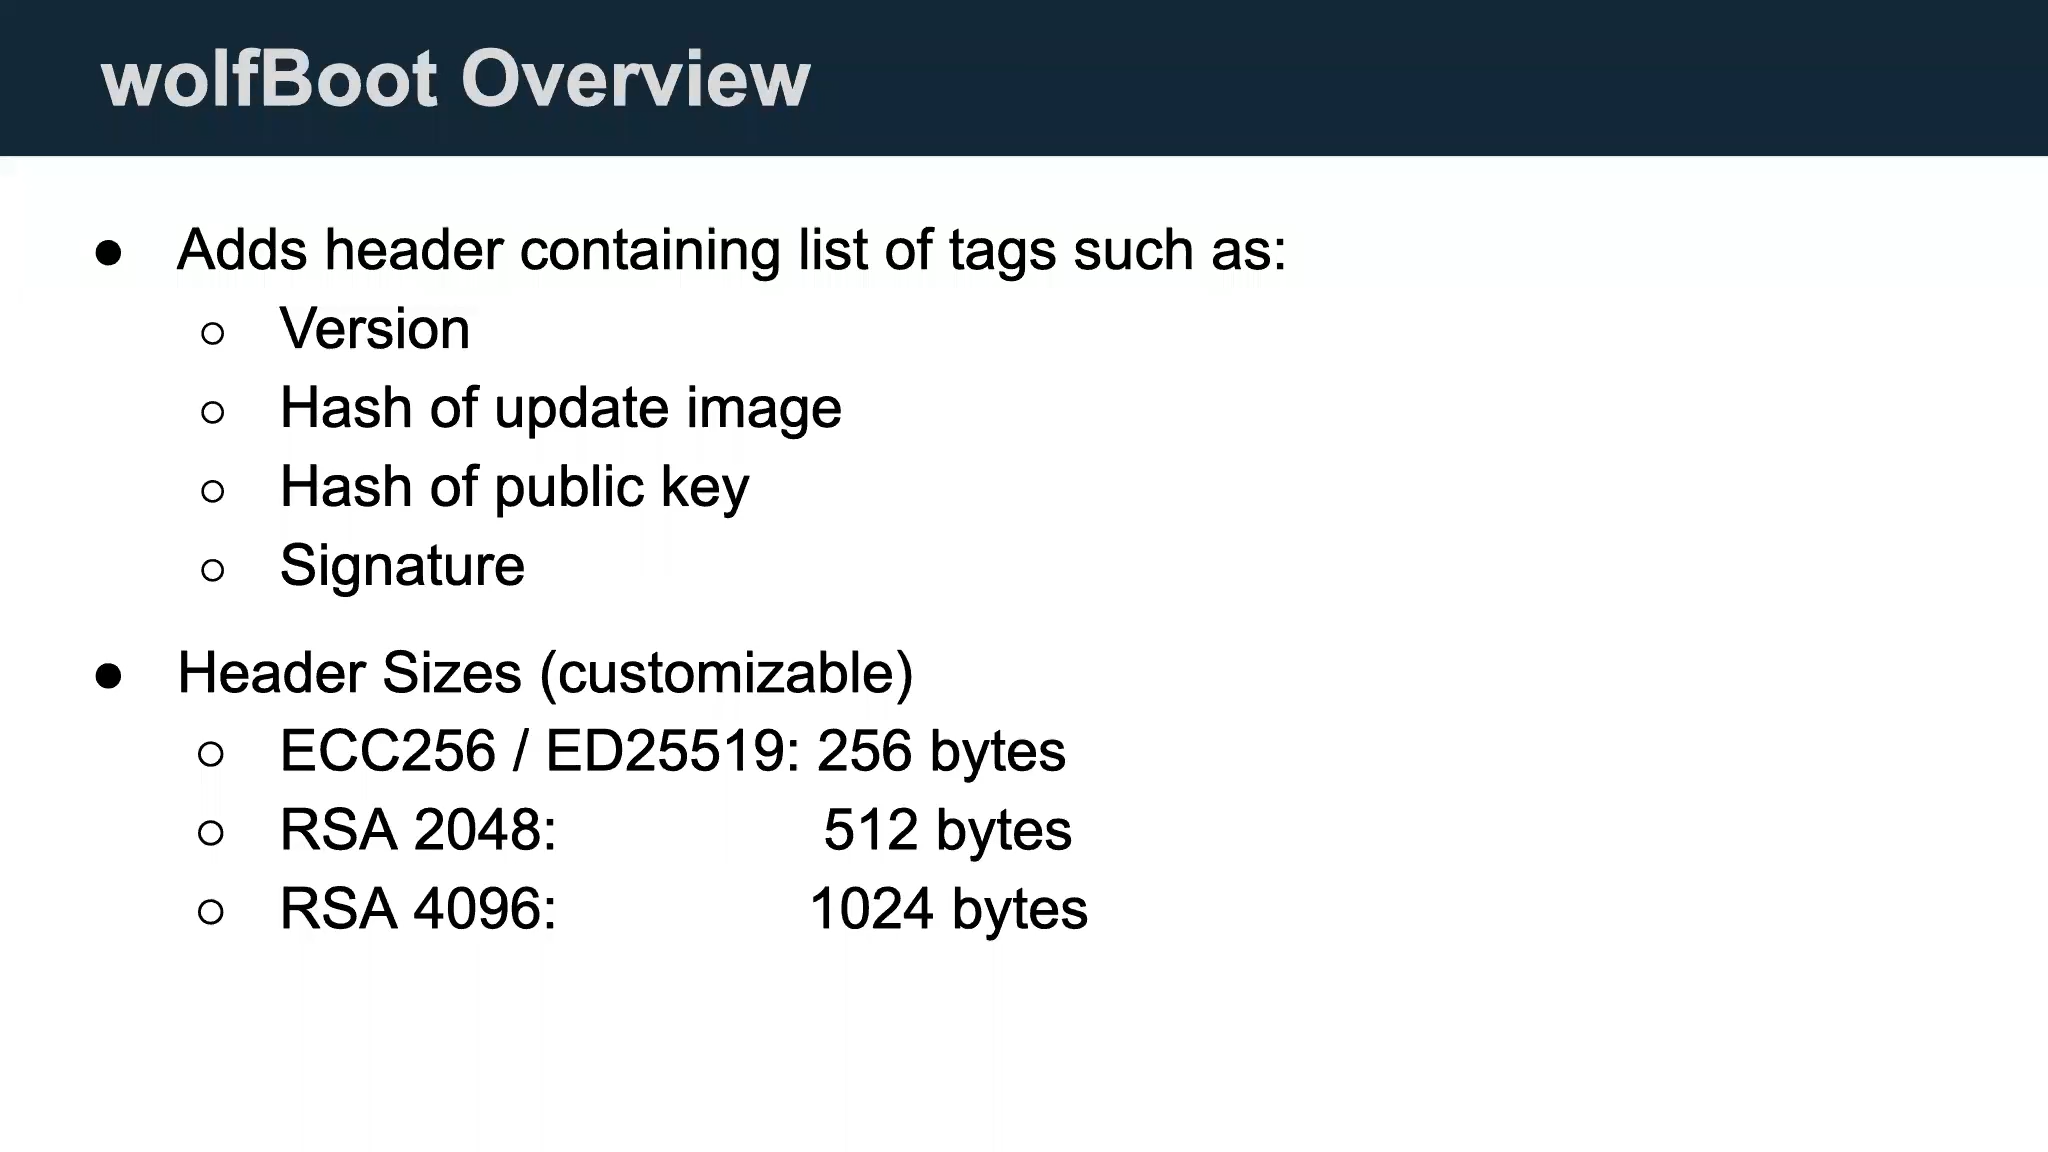 wolfBoot Overview
● Adds header containing list of tags such as:
○ Version
○ Hash of update image
○ Hash of public key
○ Signature
● Header Sizes (customizable)
○ ECC256 / ED25519: 256 bytes
○ RSA 2048: 512 bytes
○ RSA 4096: 1024 bytes